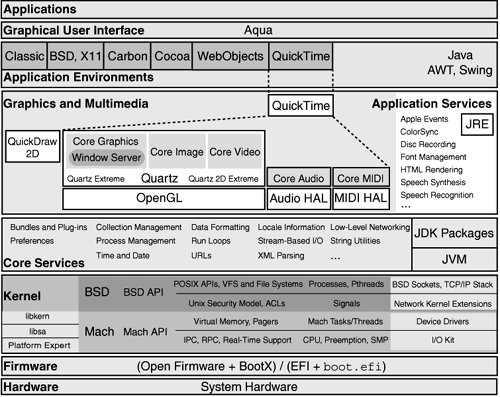 Applications
Graphical User Interface
Aqua
Classic
BSD, X11
Carbon
Cocoa
WebObjects
QuickTime
Java
AWT, Swing
Application Environments
Graphics and Multimedia
QuickTime
Application Services
Apple Events
ColorSync
Disc Recording
Font Management
HTML Rendering
Speech Synthesis
Speech Recognition
...
JRE
QuickDraw
2D
Core Graphics
Window Server
Core Image
Core Video
Quartz Extreme
Quartz
Quartz 2D Extreme
OpenGL
Core Audio
Core MIDI
Audio HAL
MIDI HAL
Bundles and Plug-ins
Preferences
Collection Management
Process Management
Time and Date
Data Formatting
Run Loops
URLs
Locale Information
Stream-Based I/O
XML Parsing
Low-Level Networking
String Utilities
...
Core Services
JDK Packages
JVM
Kernel
libkern
libsa
Platform Expert
BSD
BSD API
POSIX APIs, VFS and File Systems
Processes, Pthreads
BSD Sockets, TCP/IP Stack
Unix Security Model, ACLs
Signals
Network Kernel Extensions
Mach
Mach API
Virtual Memory, Pagers
Mach Tasks/Threads
Device Drivers
IPC, RPC, Real-Time Support
CPU, Preemption, SMP
I/O Kit
Firmware
(Open Firmware + BootX) / (EFI + boot.efi)
Hardware
System Hardware